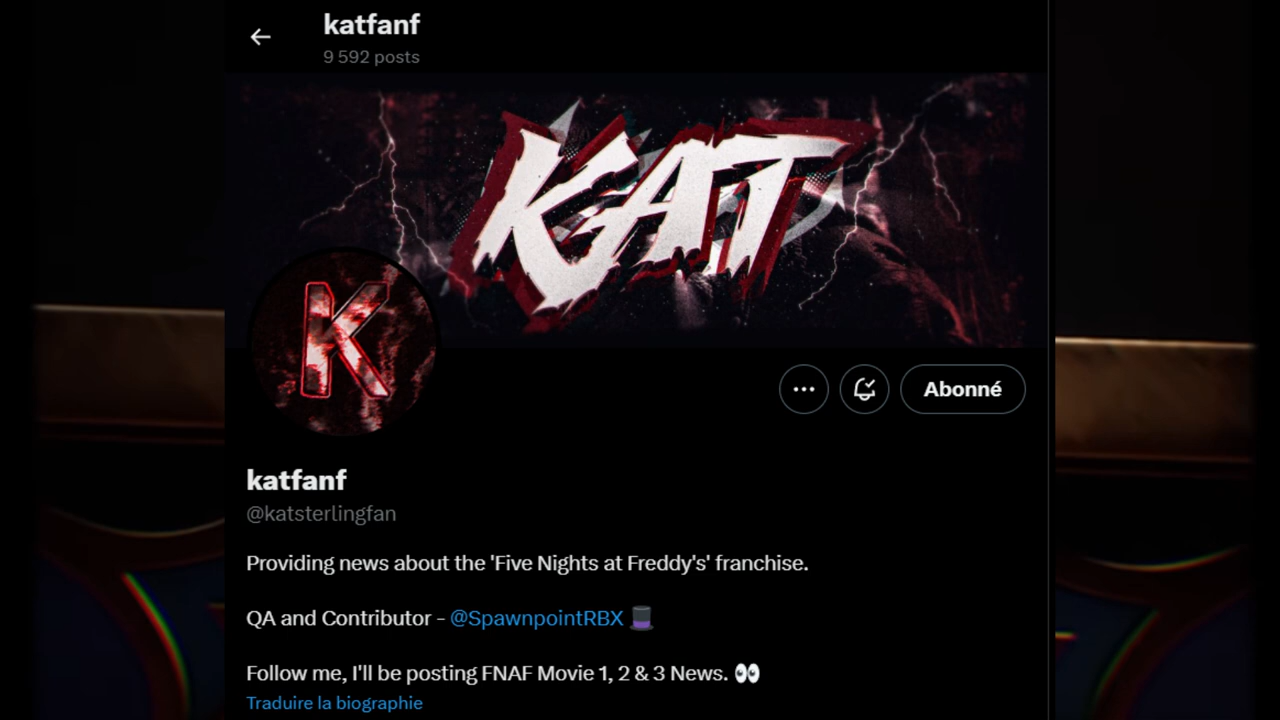 katfanf
9 592 posts
KAT
K
Abonné
katfanf
@katsterlingfan
Providing news about the 'Five Nights at Freddy's' franchise.
QA and Contributor - @SpawnpointRBX 🎩
Follow me, I'll be posting FNAF Movie 1, 2 & 3 News. 👀
Traduire la biographie